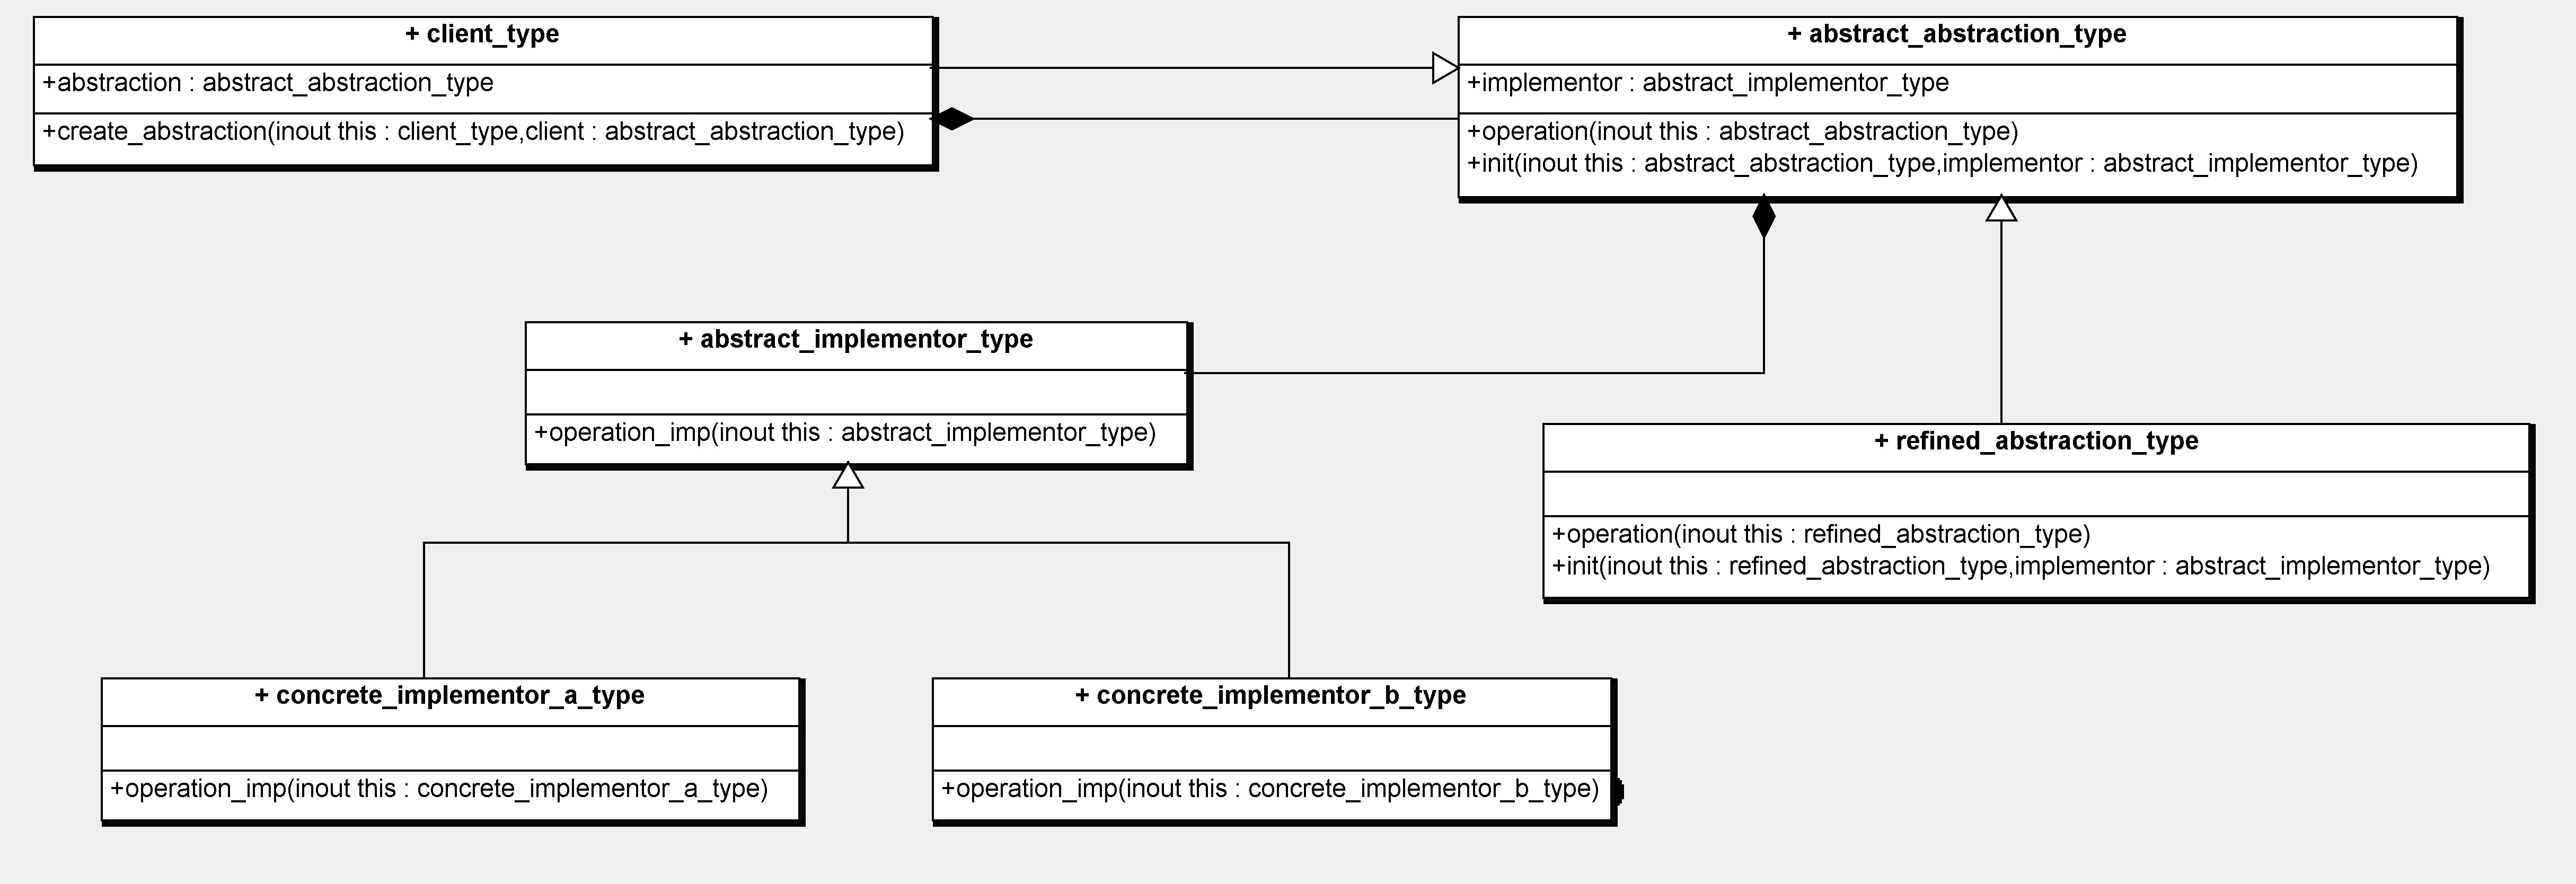 + client_type
+abstraction : abstract_abstraction_type
+create_abstraction(inout this : client_type,client : abstract_abstraction_type)
+ abstract_abstraction_type
+implementor : abstract_implementor_type
+operation(inout this : abstract_abstraction_type)
+init(inout this : abstract_abstraction_type,implementor : abstract_implementor_type)
+ abstract_implementor_type
+operation_imp(inout this : abstract_implementor_type)
+ refined_abstraction_type
+operation(inout this : refined_abstraction_type)
+init(inout this : refined_abstraction_type,implementor : abstract_implementor_type)
+ concrete_implementor_a_type
+operation_imp(inout this : concrete_implementor_a_type)
+ concrete_implementor_b_type
+operation_imp(inout this : concrete_implementor_b_type)